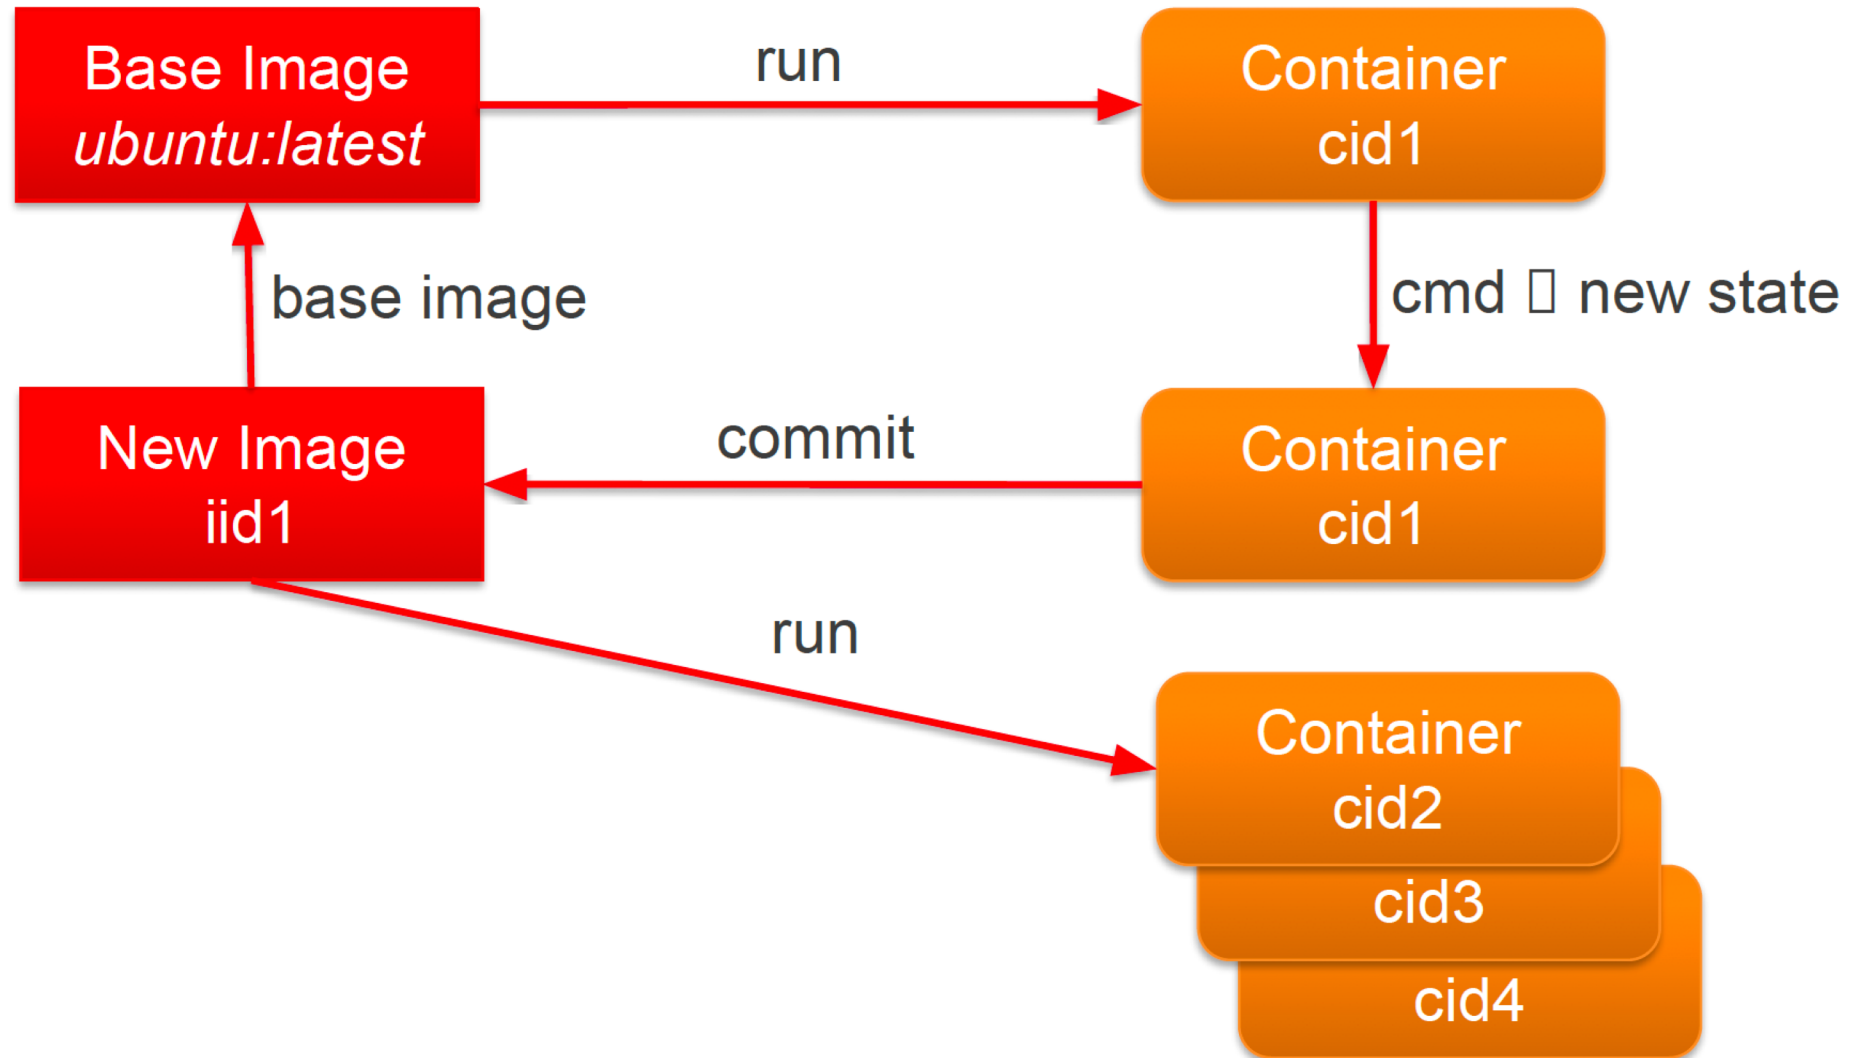 Base Image
ubuntu:latest
run
Container
cid1
base image
cmd ▯ new state
New Image
iid1
commit
Container
cid1
run
Container
cid2
cid3
cid4